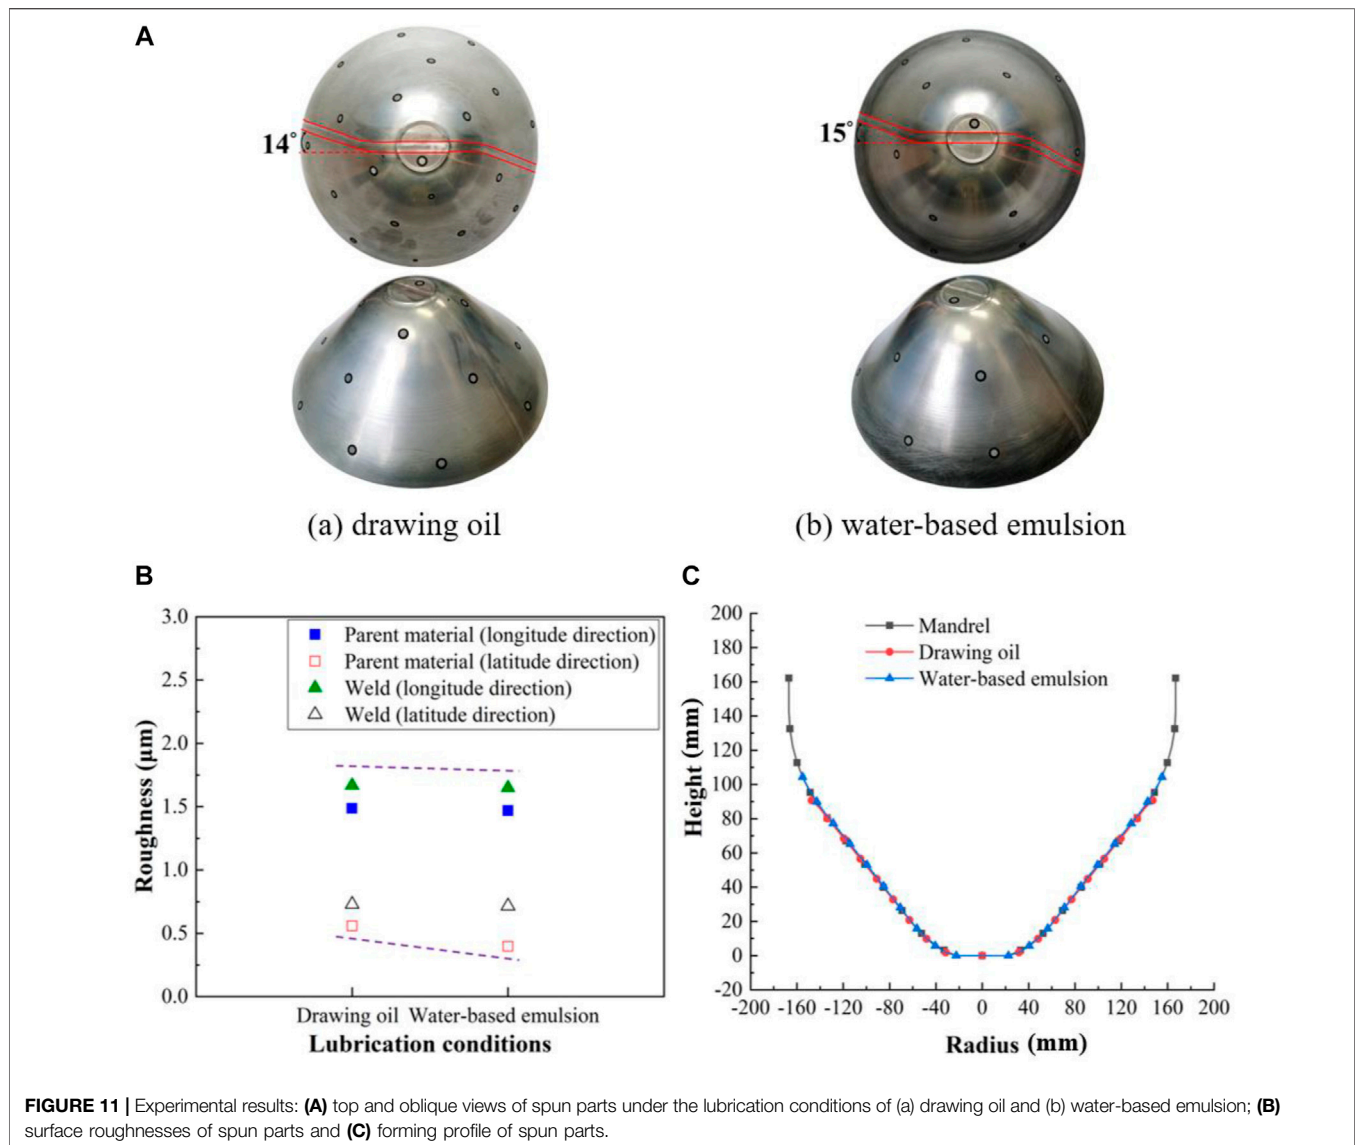 A
14°
15°
(a) drawing oil
(b) water-based emulsion
B
3.0
2.5
2.0
1.5
1.0
0.5
0.0
Roughness (μm)
Parent material (longitude direction)
Parent material (latitude direction)
Weld (longitude direction)
Weld (latitude direction)
Drawing oil Water-based emulsion
Lubrication conditions
C
200
180
160
140
120
100
80
60
40
20
0
-20
Height (mm)
Mandrel
Drawing oil
Water-based emulsion
-200 -160 -120 -80 -40 0 40 80 120 160 200
Radius (mm)
FIGURE 11 | Experimental results: (A) top and oblique views of spun parts under the lubrication conditions of (a) drawing oil and (b) water-based emulsion; (B)
surface roughnesses of spun parts and (C) forming profile of spun parts.